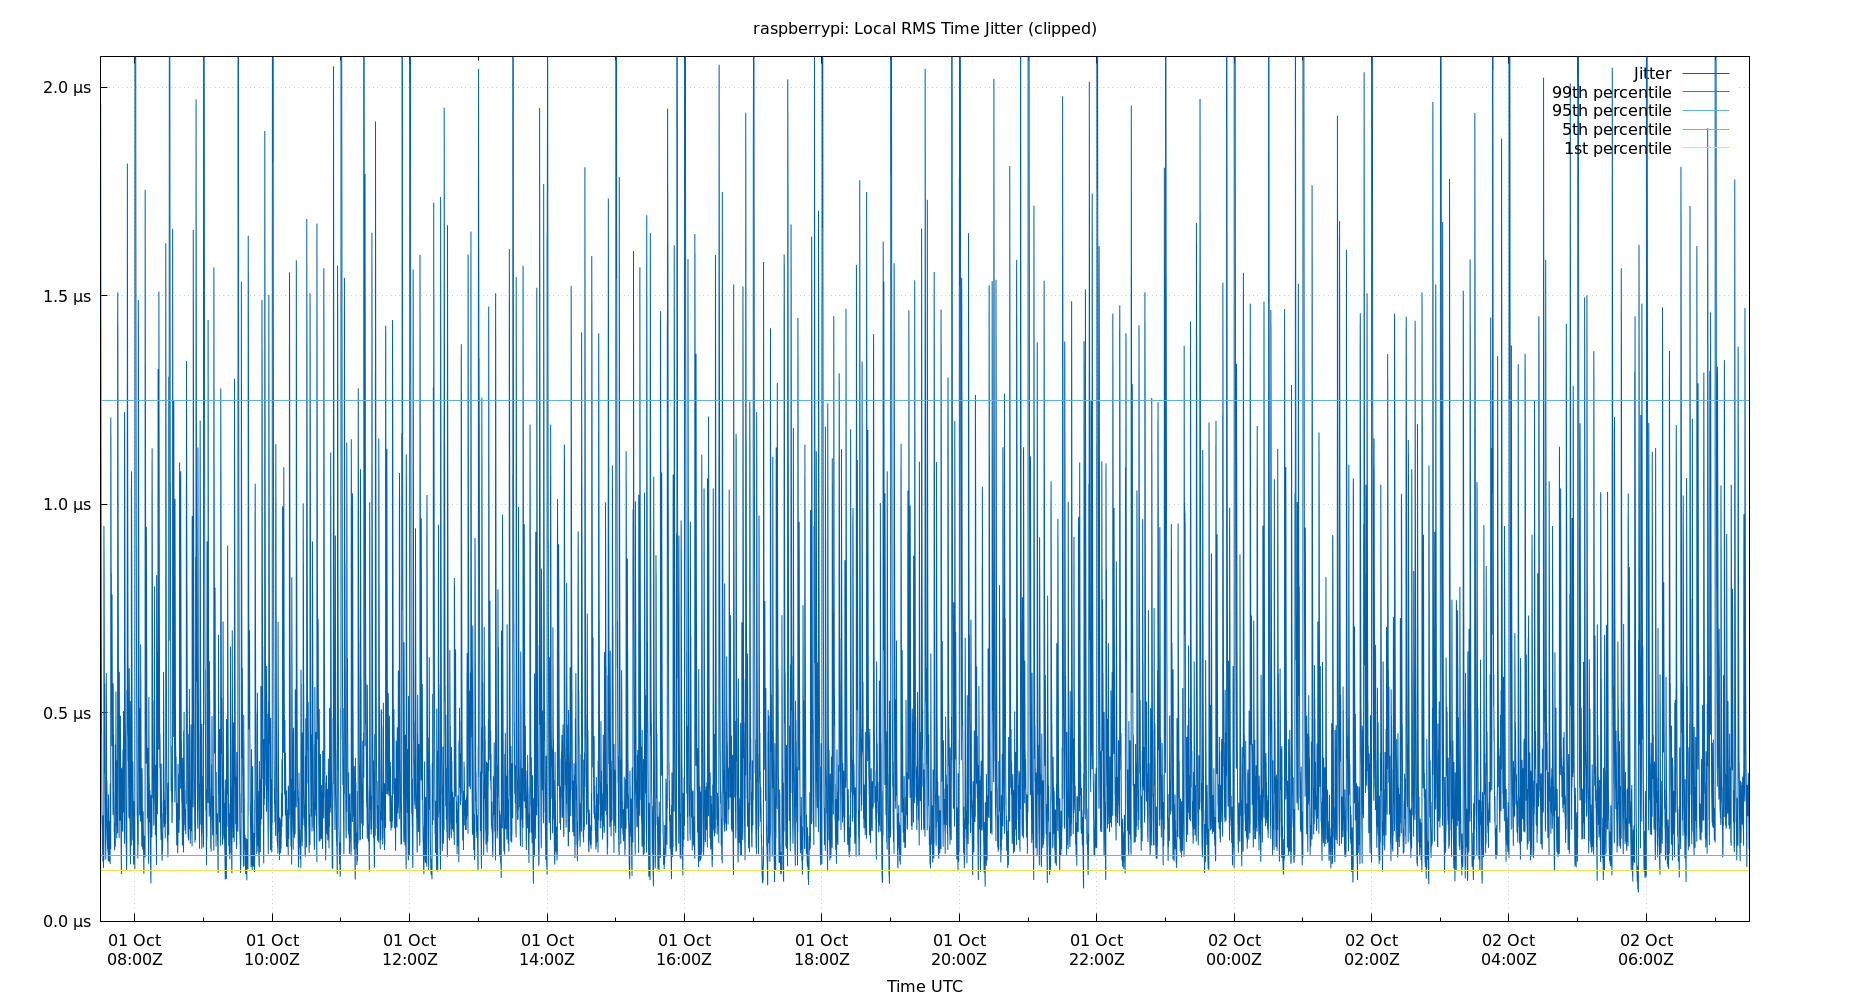 raspberrypi: Local RMS Time Jitter (clipped)
Jitter
99th percentile
95th percentile
5th percentile
1st percentile
2.0 µs
1.5 µs
1.0 µs
0.5 µs
0.0 µs
01 Oct 01 Oct 01 Oct 01 Oct 01 Oct 01 Oct 01 Oct 01 Oct 02 Oct 02 Oct 02 Oct 02 Oct
08:00Z 10:00Z 12:00Z 14:00Z 16:00Z 18:00Z 20:00Z 22:00Z 00:00Z 02:00Z 04:00Z 06:00Z
Time UTC